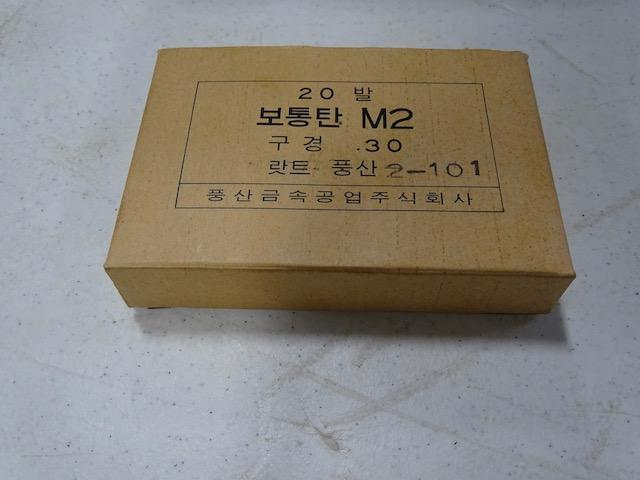 20 발
보통탄 M2
구경 .30
랏트 풍산 2-101
풍산금속공업주식회사